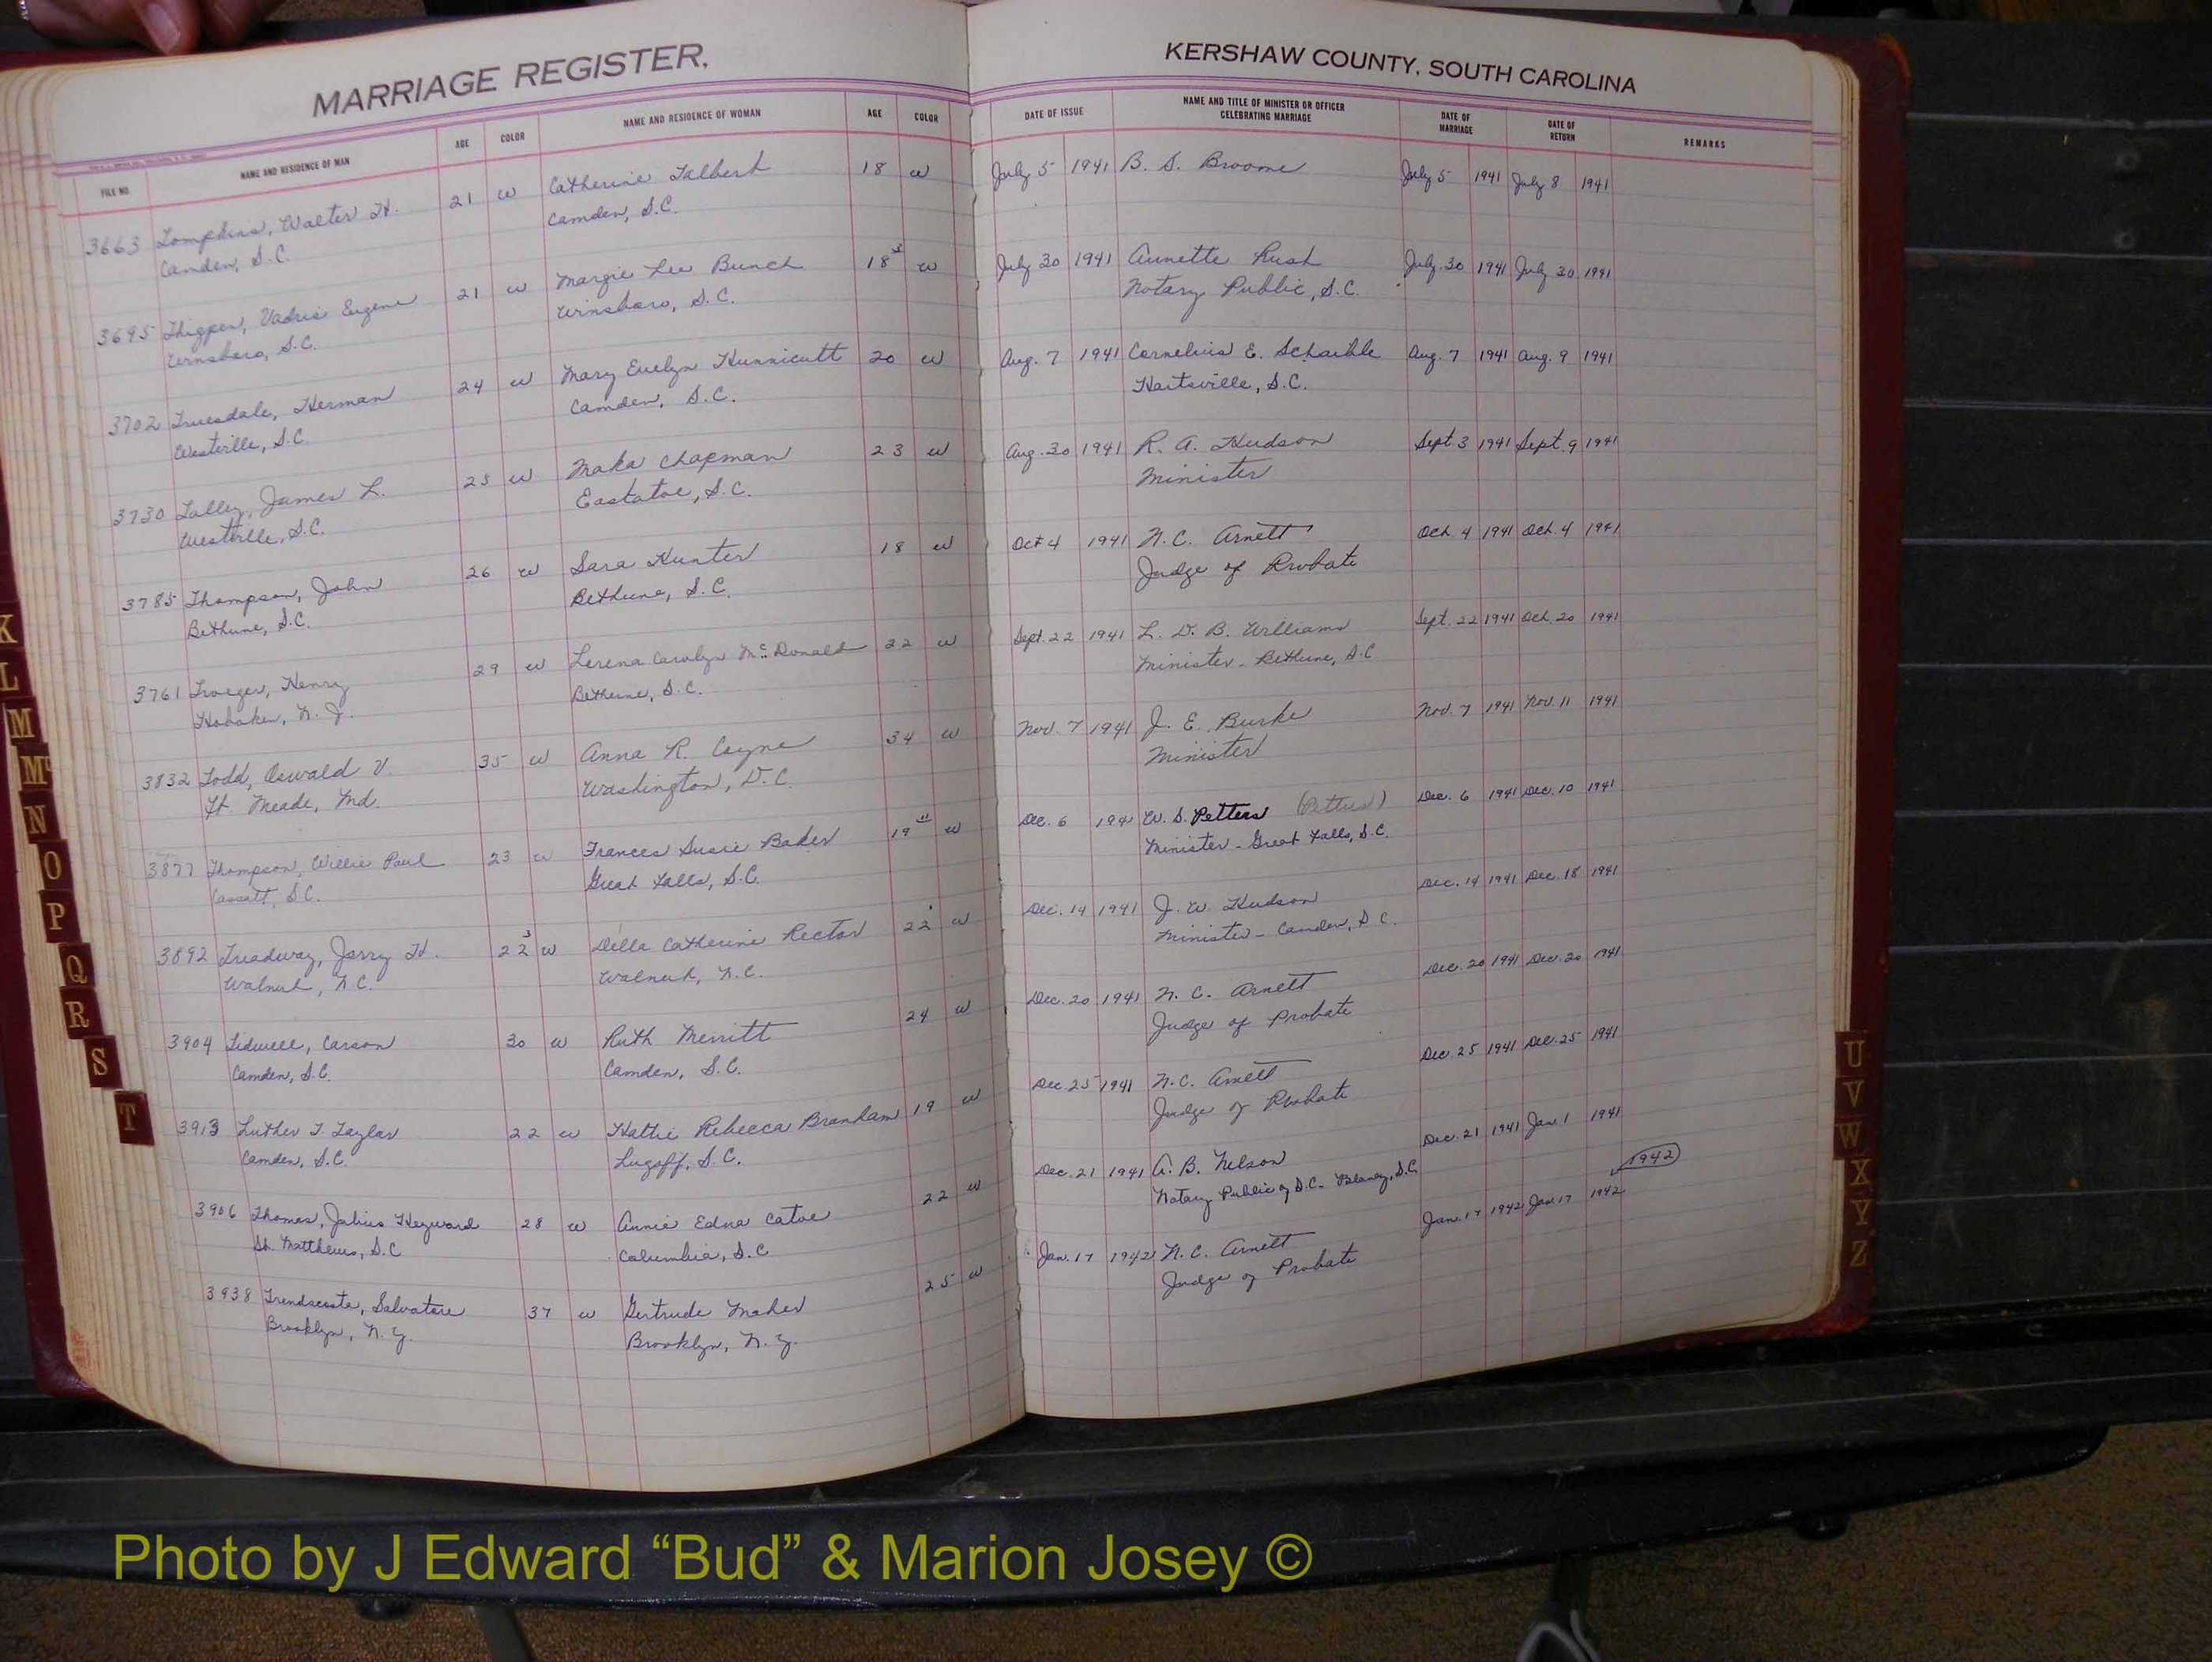 MARRIAGE REGISTER.
FILE NO. NAME AND RESIDENCE OF MAN AGE COLOR NAME AND RESIDENCE OF WOMAN AGE COLOR
3663 Tompkins, Walter H. 21 W Catherine Talbert 18 W
Camden, S.C. Camden, S.C.
3695 Thigpen, Vadrie Eugene 21 W Margie Lee Bunch 18 W
Winsboro, S.C. Winsboro, S.C.
3702 Truesdale, Herman 24 W Mary Evelyn Hunnicutt 20 W
Westville, S.C. Camden, S.C.
3730 Talley, James L. 25 W Maka Chapman 23 W
Westville, S.C. Eastatoe, S.C.
3785 Thompson, John 26 W Sara Hunter 18 W
Bethune, S.C. Bethune, S.C.
3761 Troeger, Henry 29 W Lerena Carolyn McDonald 22 W
Hoboken, N.J. Bethune, S.C.
3832 Todd, Oswald V. 35 W Anna R. Coyne 34 W
Ft. Meade, Md. Washington, D.C.
3877 Thompson, Willie Paul 23 W Frances Susie Baker 19 W
Cassatt, S.C. Great Falls, S.C.
3892 Treadway, Jerry H. 22 W Della Catherine Rector 22 W
Walnut, N.C. Walnut, N.C.
3904 Tidwell, Carson 30 W Ruth Merritt 24 W
Camden, S.C. Camden, S.C.
3913 Luther T. Taylor 22 W Hattie Rebecca Branham 19 W
Camden, S.C. Lugoff, S.C.
3906 Thomas, Julius Heyward 28 W Annie Edna Catoe 22 W
St. Matthews, S.C Columbia, S.C
3938 Trendacosta, Salvatore 37 W Gertrude Maher 25 W
Brooklyn, N.Y. Brooklyn, N.Y.
KERSHAW COUNTY, SOUTH CAROLINA
DATE OF ISSUE NAME AND TITLE OF MINISTER OR OFFICER CELEBRATING MARRIAGE DATE OF MARRIAGE DATE OF RETURN REMARKS
July 5 1941 B. S. Broome July 5 1941 July 8 1941
July 30 1941 Annette Rush July 30 1941 July 30 1941
Notary Public, S.C.
Aug. 7 1941 Cornelius E. Schaible Aug. 7 1941 Aug. 9 1941
Hartsville, S.C.
Aug. 30 1941 R. A. Hudson Sept. 3 1941 Sept. 9 1941
Minister
Oct 4 1941 N.C. Arnett Oct. 4 1941 Oct. 4 1941
Judge of Probate
Sept. 22 1941 L. D. B. Williams Sept. 22 1941 Oct. 20 1941
Minister - Bethune, S.C
Nov. 7 1941 J. E. Burke Nov. 7 1941 Nov. 11 1941
Minister
Dec. 6 1941 W. S. Petters (Pettus) Dec. 6 1941 Dec. 10 1941
Minister - Great Falls, S.C.
Dec. 14 1941 J. W. Hudson Dec. 14 1941 Dec. 18 1941
Minister - Camden, S.C.
Dec. 20 1941 N. C. Arnett Dec. 20 1941 Dec. 20 1941
Judge of Probate
Dec. 25 1941 N.C. Arnett Dec. 25 1941 Dec. 25 1941
Judge of Probate
Dec. 21 1941 A. B. Nelson Dec. 21 1941 Jan. 1 1941
Notary Public of S.C. - Blaney, S.C. 1942
Jan. 17 1942 N.C. Arnett Jan. 17 1942 Jan. 17 1942
Judge of Probate
K
L
M
Mc
N
O
P
Q
R
S
T
U
V
W
X
Y
Z
Photo by J Edward “Bud” & Marion Josey ©